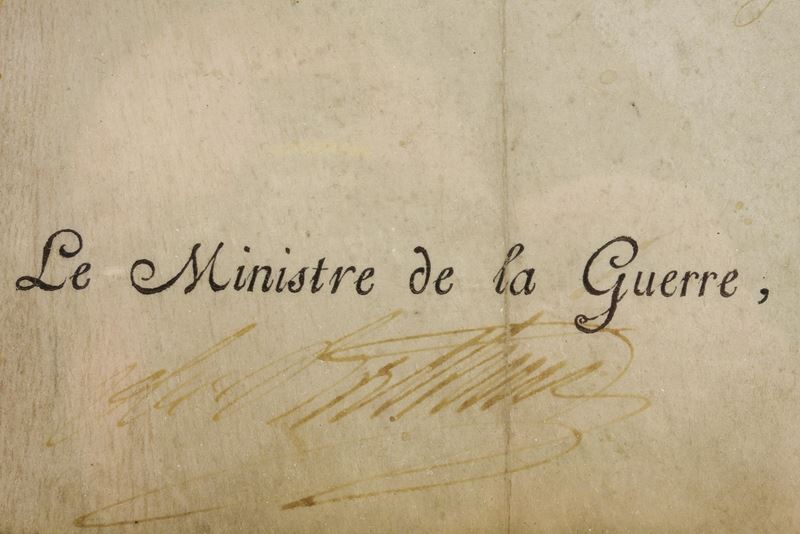 Le Ministre de la Guerre,